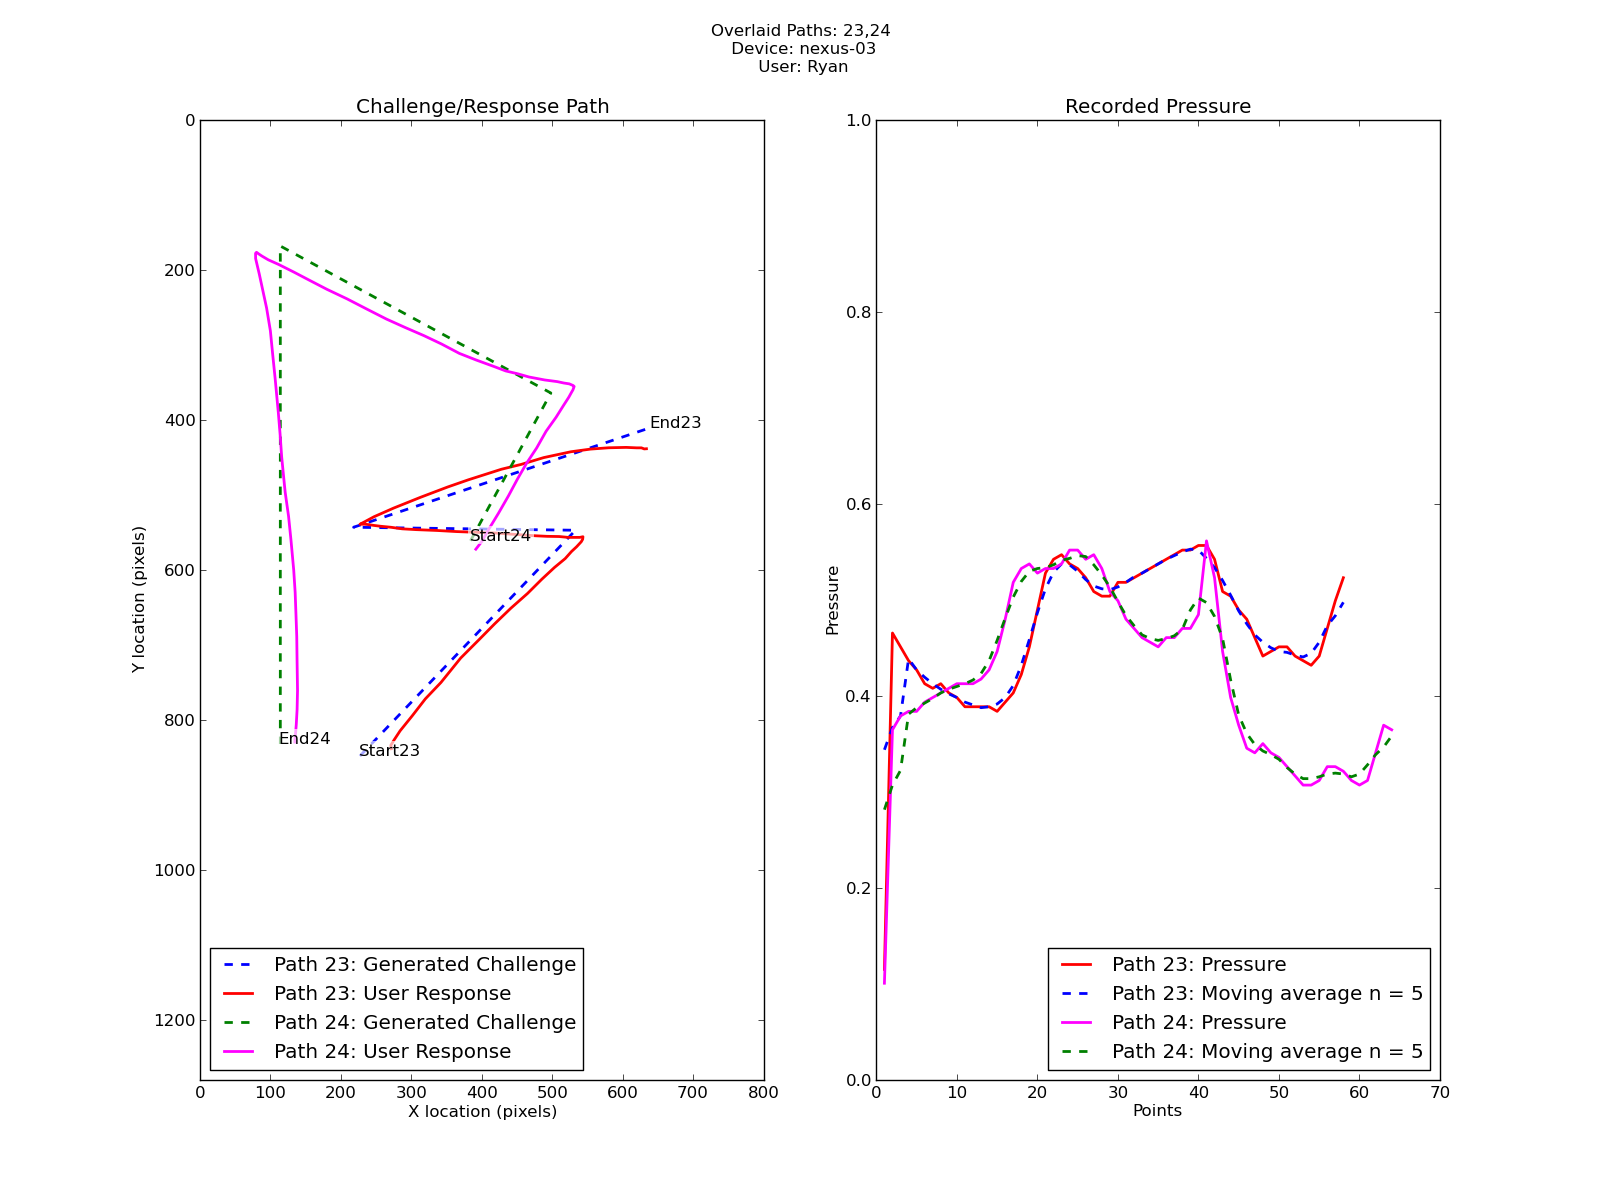 Overlaid Paths: 23,24
Device: nexus-03
User: Ryan
Challenge/Response Path
0
200
400
600
800
1000
1200
Y location (pixels)
End23
Start24
End24
Start23
Path 23: Generated Challenge
Path 23: User Response
Path 24: Generated Challenge
Path 24: User Response
0 100 200 300 400 500 600 700 800
X location (pixels)
Recorded Pressure
1.0
0.8
0.6
0.4
0.2
0.0
Pressure
Path 23: Pressure
Path 23: Moving average n = 5
Path 24: Pressure
Path 24: Moving average n = 5
0 10 20 30 40 50 60 70
Points